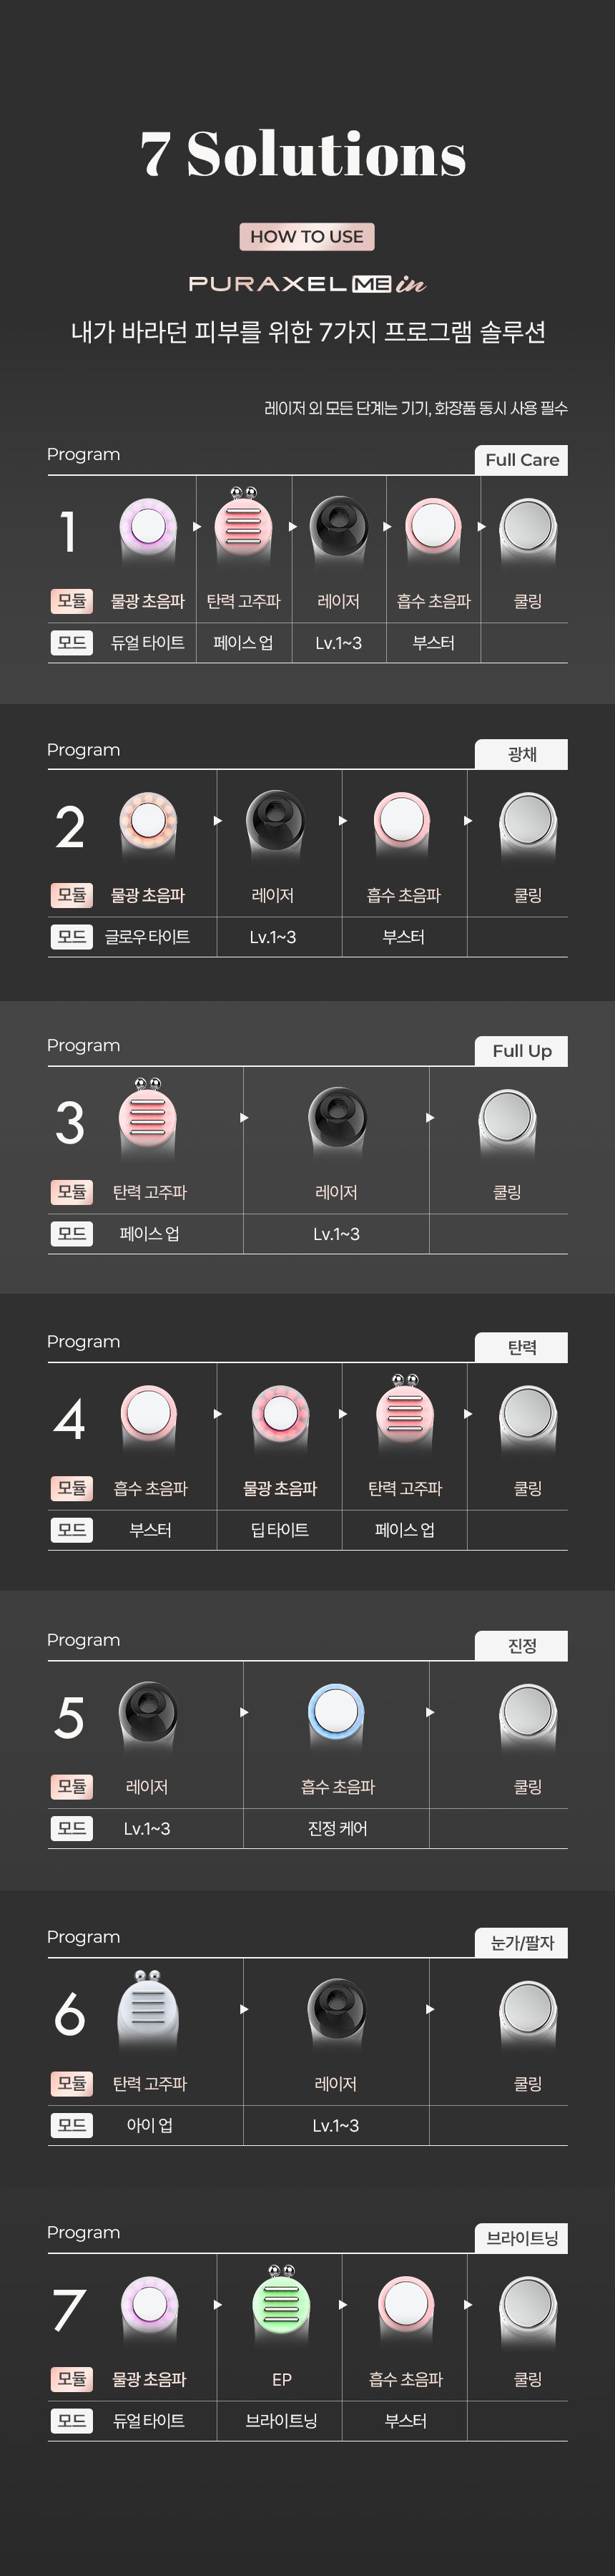 7 Solutions
HOW TO USE
PURAXEL ME in
내가 바라던 피부를 위한 7가지 프로그램 솔루션
레이저 외 모든 단계는 기기, 화장품 동시 사용 필수
Program
Full Care
1
모듈 물광 초음파 탄력 고주파 레이저 흡수 초음파 쿨링
모드 듀얼 타이트 페이스 업 Lv.1~3 부스터
Program
광채
2
모듈 물광 초음파 레이저 흡수 초음파 쿨링
모드 글로우 타이트 Lv.1~3 부스터
Program
Full Up
3
모듈 탄력 고주파 레이저 쿨링
모드 페이스 업 Lv.1~3
Program
탄력
4
모듈 흡수 초음파 물광 초음파 탄력 고주파 쿨링
모드 부스터 딥 타이트 페이스 업
Program
진정
5
모듈 레이저 흡수 초음파 쿨링
모드 Lv.1~3 진정 케어
Program
눈가/팔자
6
모듈 탄력 고주파 레이저 쿨링
모드 아이 업 Lv.1~3
Program
브라이트닝
7
모듈 물광 초음파 EP 흡수 초음파 쿨링
모드 듀얼 타이트 브라이트닝 부스터